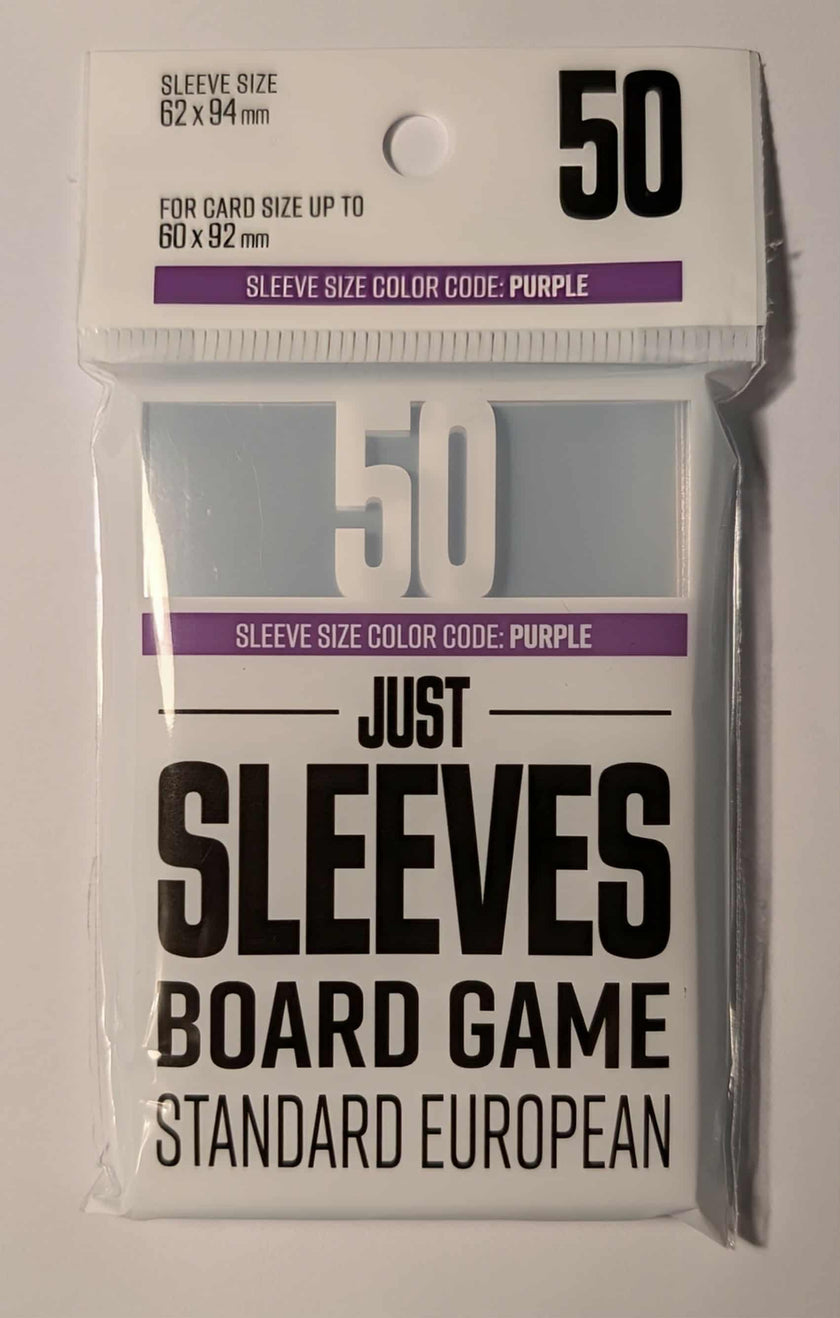 SLEEVE SIZE
62 x 94 mm
50
FOR CARD SIZE UP TO
60 x 92 mm
SLEEVE SIZE COLOR CODE: PURPLE
50
SLEEVE SIZE COLOR CODE: PURPLE
JUST
SLEEVES
BOARD GAME
STANDARD EUROPEAN